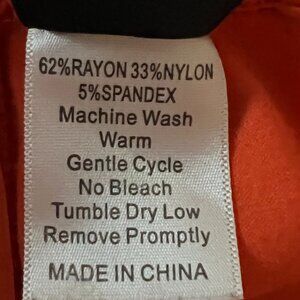 62%RAYON 33%NYLON
5%SPANDEX
Machine Wash
Warm
Gentle Cycle
No Bleach
Tumble Dry Low
Remove Promptly
MADE IN CHINA